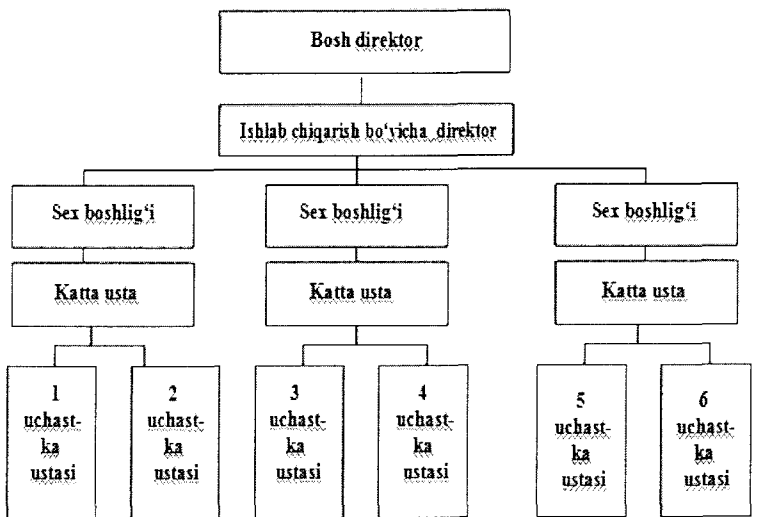 Bosh direktor
Ishlab chiqarish bo‘yicha direktor
Sex boshlig‘i
Sex boshlig‘i
Sex boshlig‘i
Katta usta
Katta usta
Katta usta
1
uchast-
ka
ustasi
2
uchast-
ka
ustasi
3
uchast-
ka
ustasi
4
uchast-
ka
ustasi
5
uchast-
ka
ustasi
6
uchast-
ka
ustasi